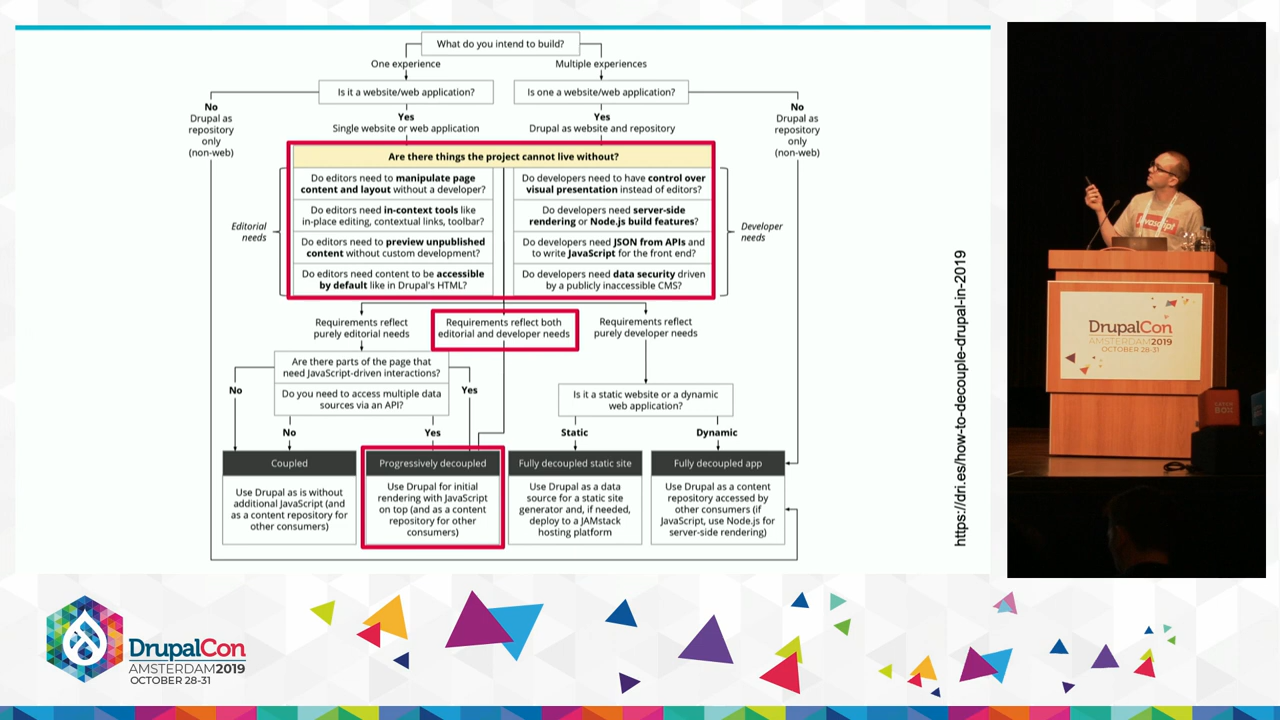 What do you intend to build?
One experience
Multiple experiences
Is it a website/web application?
Is one a website/web application?
No
Drupal as
repository
only
(non-web)
Yes
Single website or web application
Yes
Drupal as website and repository
No
Drupal as
repository
only
(non-web)
Are there things the project cannot live without?
Editorial
needs
Do editors need to manipulate page
content and layout without a developer?
Do editors need in-context tools like
in-place editing, contextual links, toolbar?
Do editors need to preview unpublished
content without custom development?
Do editors need content to be accessible
by default like in Drupal's HTML?
Do developers need to have control over
visual presentation instead of editors?
Do developers need server-side
rendering or Node.js build features?
Do developers need JSON from APIs and
to write JavaScript for the front end?
Do developers need data security driven
by a publicly inaccessible CMS?
Developer
needs
Requirements reflect
purely editorial needs
Requirements reflect both
editorial and developer needs
Requirements reflect
purely developer needs
Are there parts of the page that
need JavaScript-driven interactions?
Do you need to access multiple data
sources via an API?
No
Yes
Is it a static website or a dynamic
web application?
No
Yes
Static
Dynamic
Coupled
Use Drupal as is without
additional JavaScript (and
as a content repository for
other consumers)
Progressively decoupled
Use Drupal for initial
rendering with JavaScript
on top (and as a content
repository for other
consumers)
Fully decoupled static site
Use Drupal as a data
source for a static site
generator and, if needed,
deploy to a JAMstack
hosting platform
Fully decoupled app
Use Drupal as a content
repository accessed by
other consumers (if
JavaScript, use Node.js for
server-side rendering)
https://dri.es/how-to-decouple-drupal-in-2019
JavaScript
DrupalCon
AMSTERDAM 2019
OCTOBER 28-31
DrupalCon
AMSTERDAM2019
OCTOBER 28-31